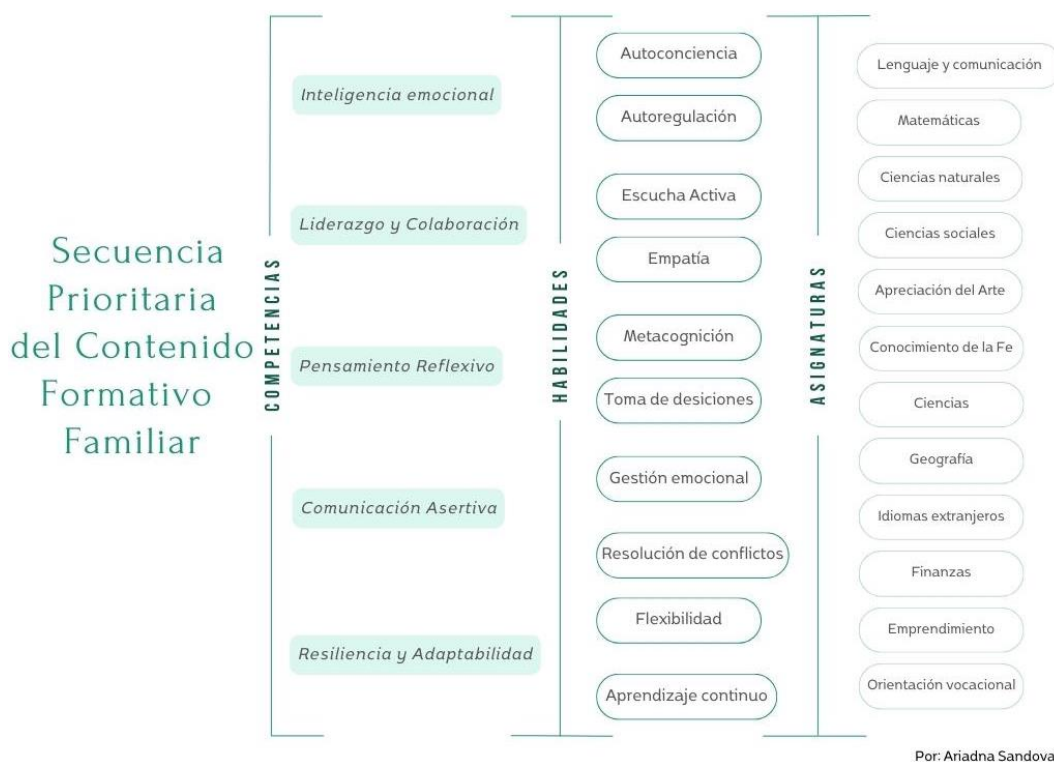 Secuencia
Prioritaria
del Contenido
Formativo
Familiar
COMPETENCIAS
Inteligencia emocional
Liderazgo y Colaboración
Pensamiento Reflexivo
Comunicación Asertiva
Resiliencia y Adaptabilidad
HABILIDADES
Autoconciencia
Autoregulación
Escucha Activa
Empatía
Metacognición
Toma de desiciones
Gestión emocional
Resolución de conflictos
Flexibilidad
Aprendizaje continuo
ASIGNATURAS
Lenguaje y comunicación
Matemáticas
Ciencias naturales
Ciencias sociales
Apreciación del Arte
Conocimiento de la Fe
Ciencias
Geografía
Idiomas extranjeros
Finanzas
Emprendimiento
Orientación vocacional
Por: Ariadna Sandova